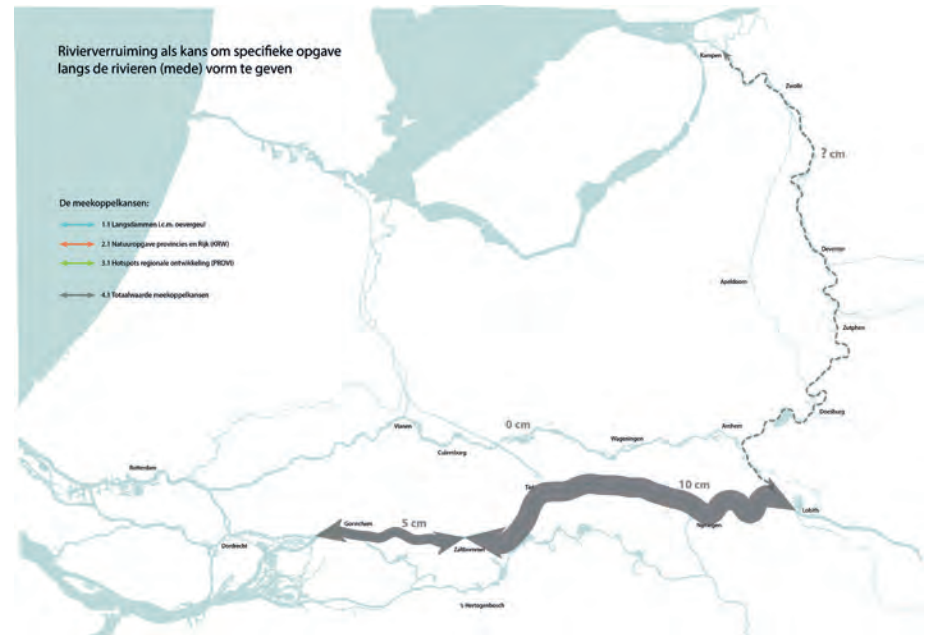 Rivierverruiming als kans om specifieke opgave
langs de rivieren (mede) vorm te geven
De meekoppelkansen:
1.1 Langsdammen i.c.m. oevergeul
2.1 Natuuropgave provincies en Rijk (KRW)
3.1 Hotspots regionale ontwikkeling (PROVI)
4.1 Totaalwaarde meekoppelkansen
Kampen
Zwolle
? cm
Deventer
Apeldoorn
Zutphen
Doesburg
Vianen
0 cm
Arnhem
Wageningen
Culemborg
Rotterdam
Tiel
10 cm
Lobith
Gorinchem
5 cm
Nijmegen
Dordrecht
Zaltbommel
's Hertogenbosch